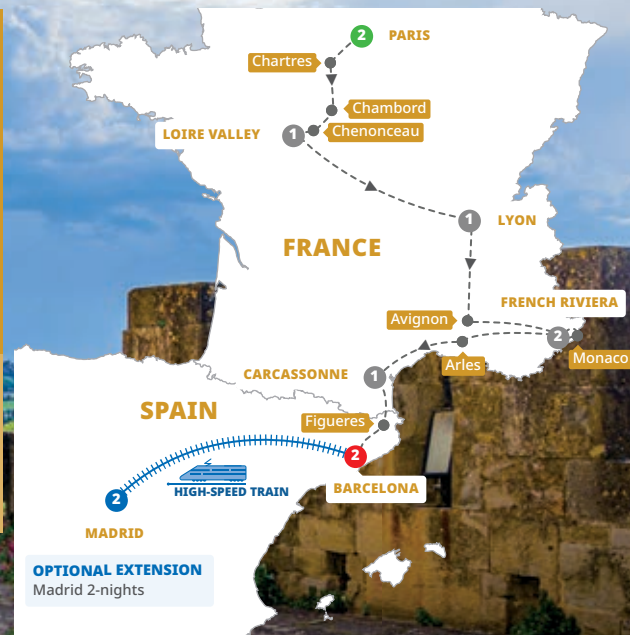 2 PARIS
Chartres
Chambord
LOIRE VALLEY 1 Chenonceau
1 LYON
FRANCE
FRENCH RIVIERA
Avignon
2
Monaco
Arles
CARCASSONNE 1
SPAIN
Figueres
2
HIGH-SPEED TRAIN
BARCELONA
2
MADRID
OPTIONAL EXTENSION
Madrid 2-nights